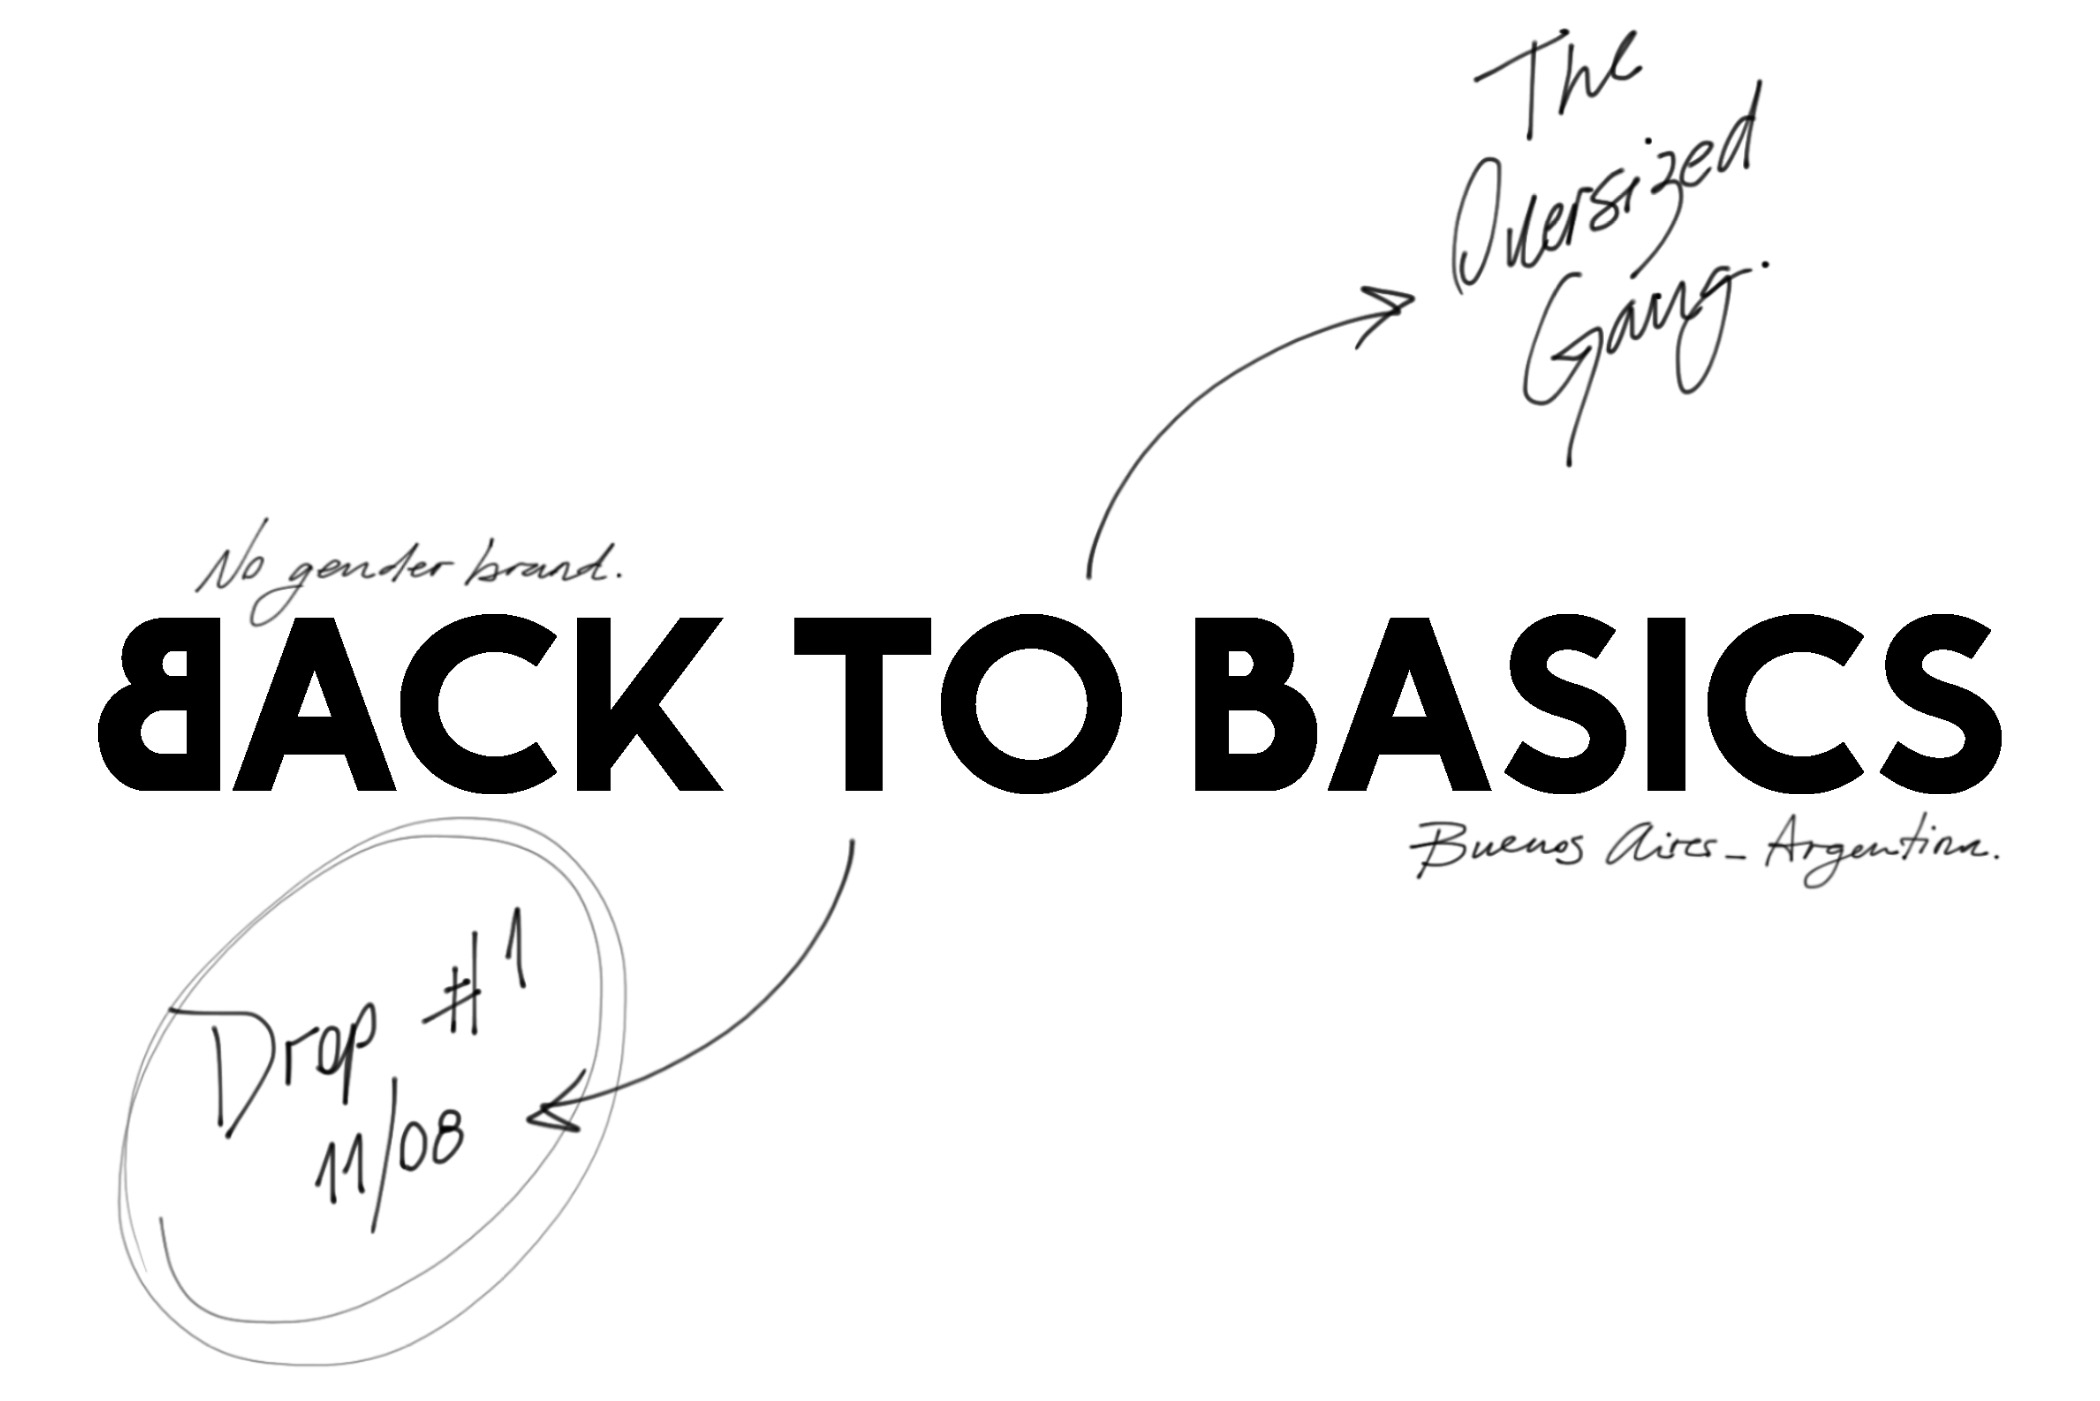 The
Oversized
Gang.
No gender brand.
BACK TO BASICS
Buenos Aires_ Argentina.
Drop #1
11/08